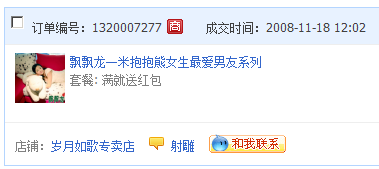 订单编号：1320007277 商 成交时间：2008-11-18 12:02
飘飘龙一米抱抱熊女生最爱男友系列
套餐：满就送红包
店铺：岁月如歌专卖店 射雕 和我联系